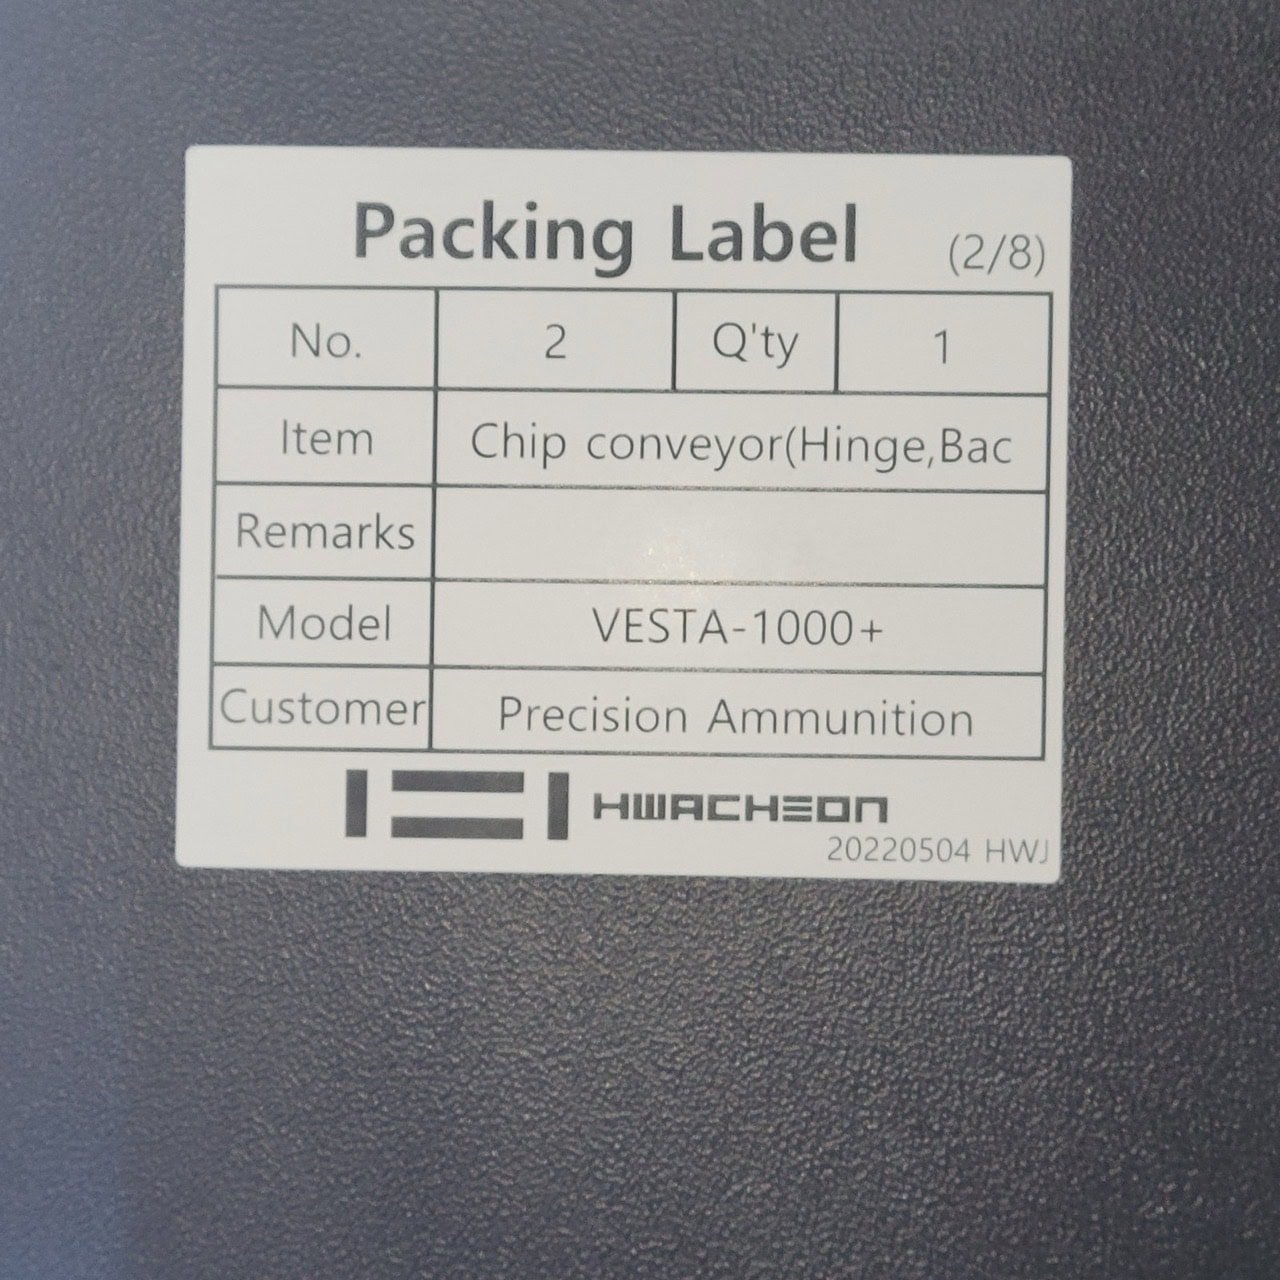 Packing Label (2/8)
No. 2 Q'ty 1
Item Chip conveyor(Hinge,Bac
Remarks
Model VESTA-1000+
Customer Precision Ammunition
HWACHEON
20220504 HWJ